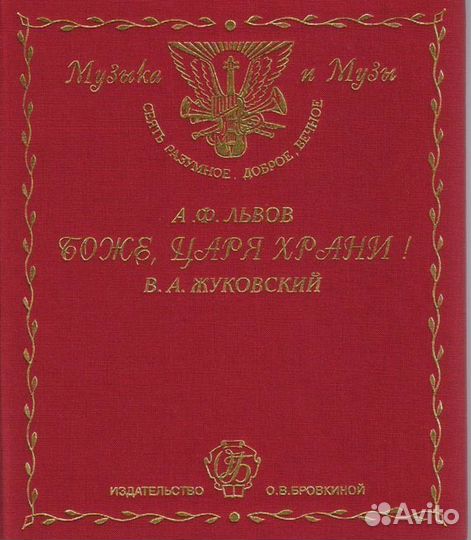 Музыка и Музы
СЕЯТЬ РАЗУМНОЕ, ДОБРОЕ, ВЕЧНОЕ
А.Ф. ЛЬВОВ
БОЖЕ, ЦАРЯ ХРАНИ!
В. А. ЖУКОВСКИЙ
ИЗДАТЕЛЬСТВО О.В.БРОВКИНОЙ
Avito